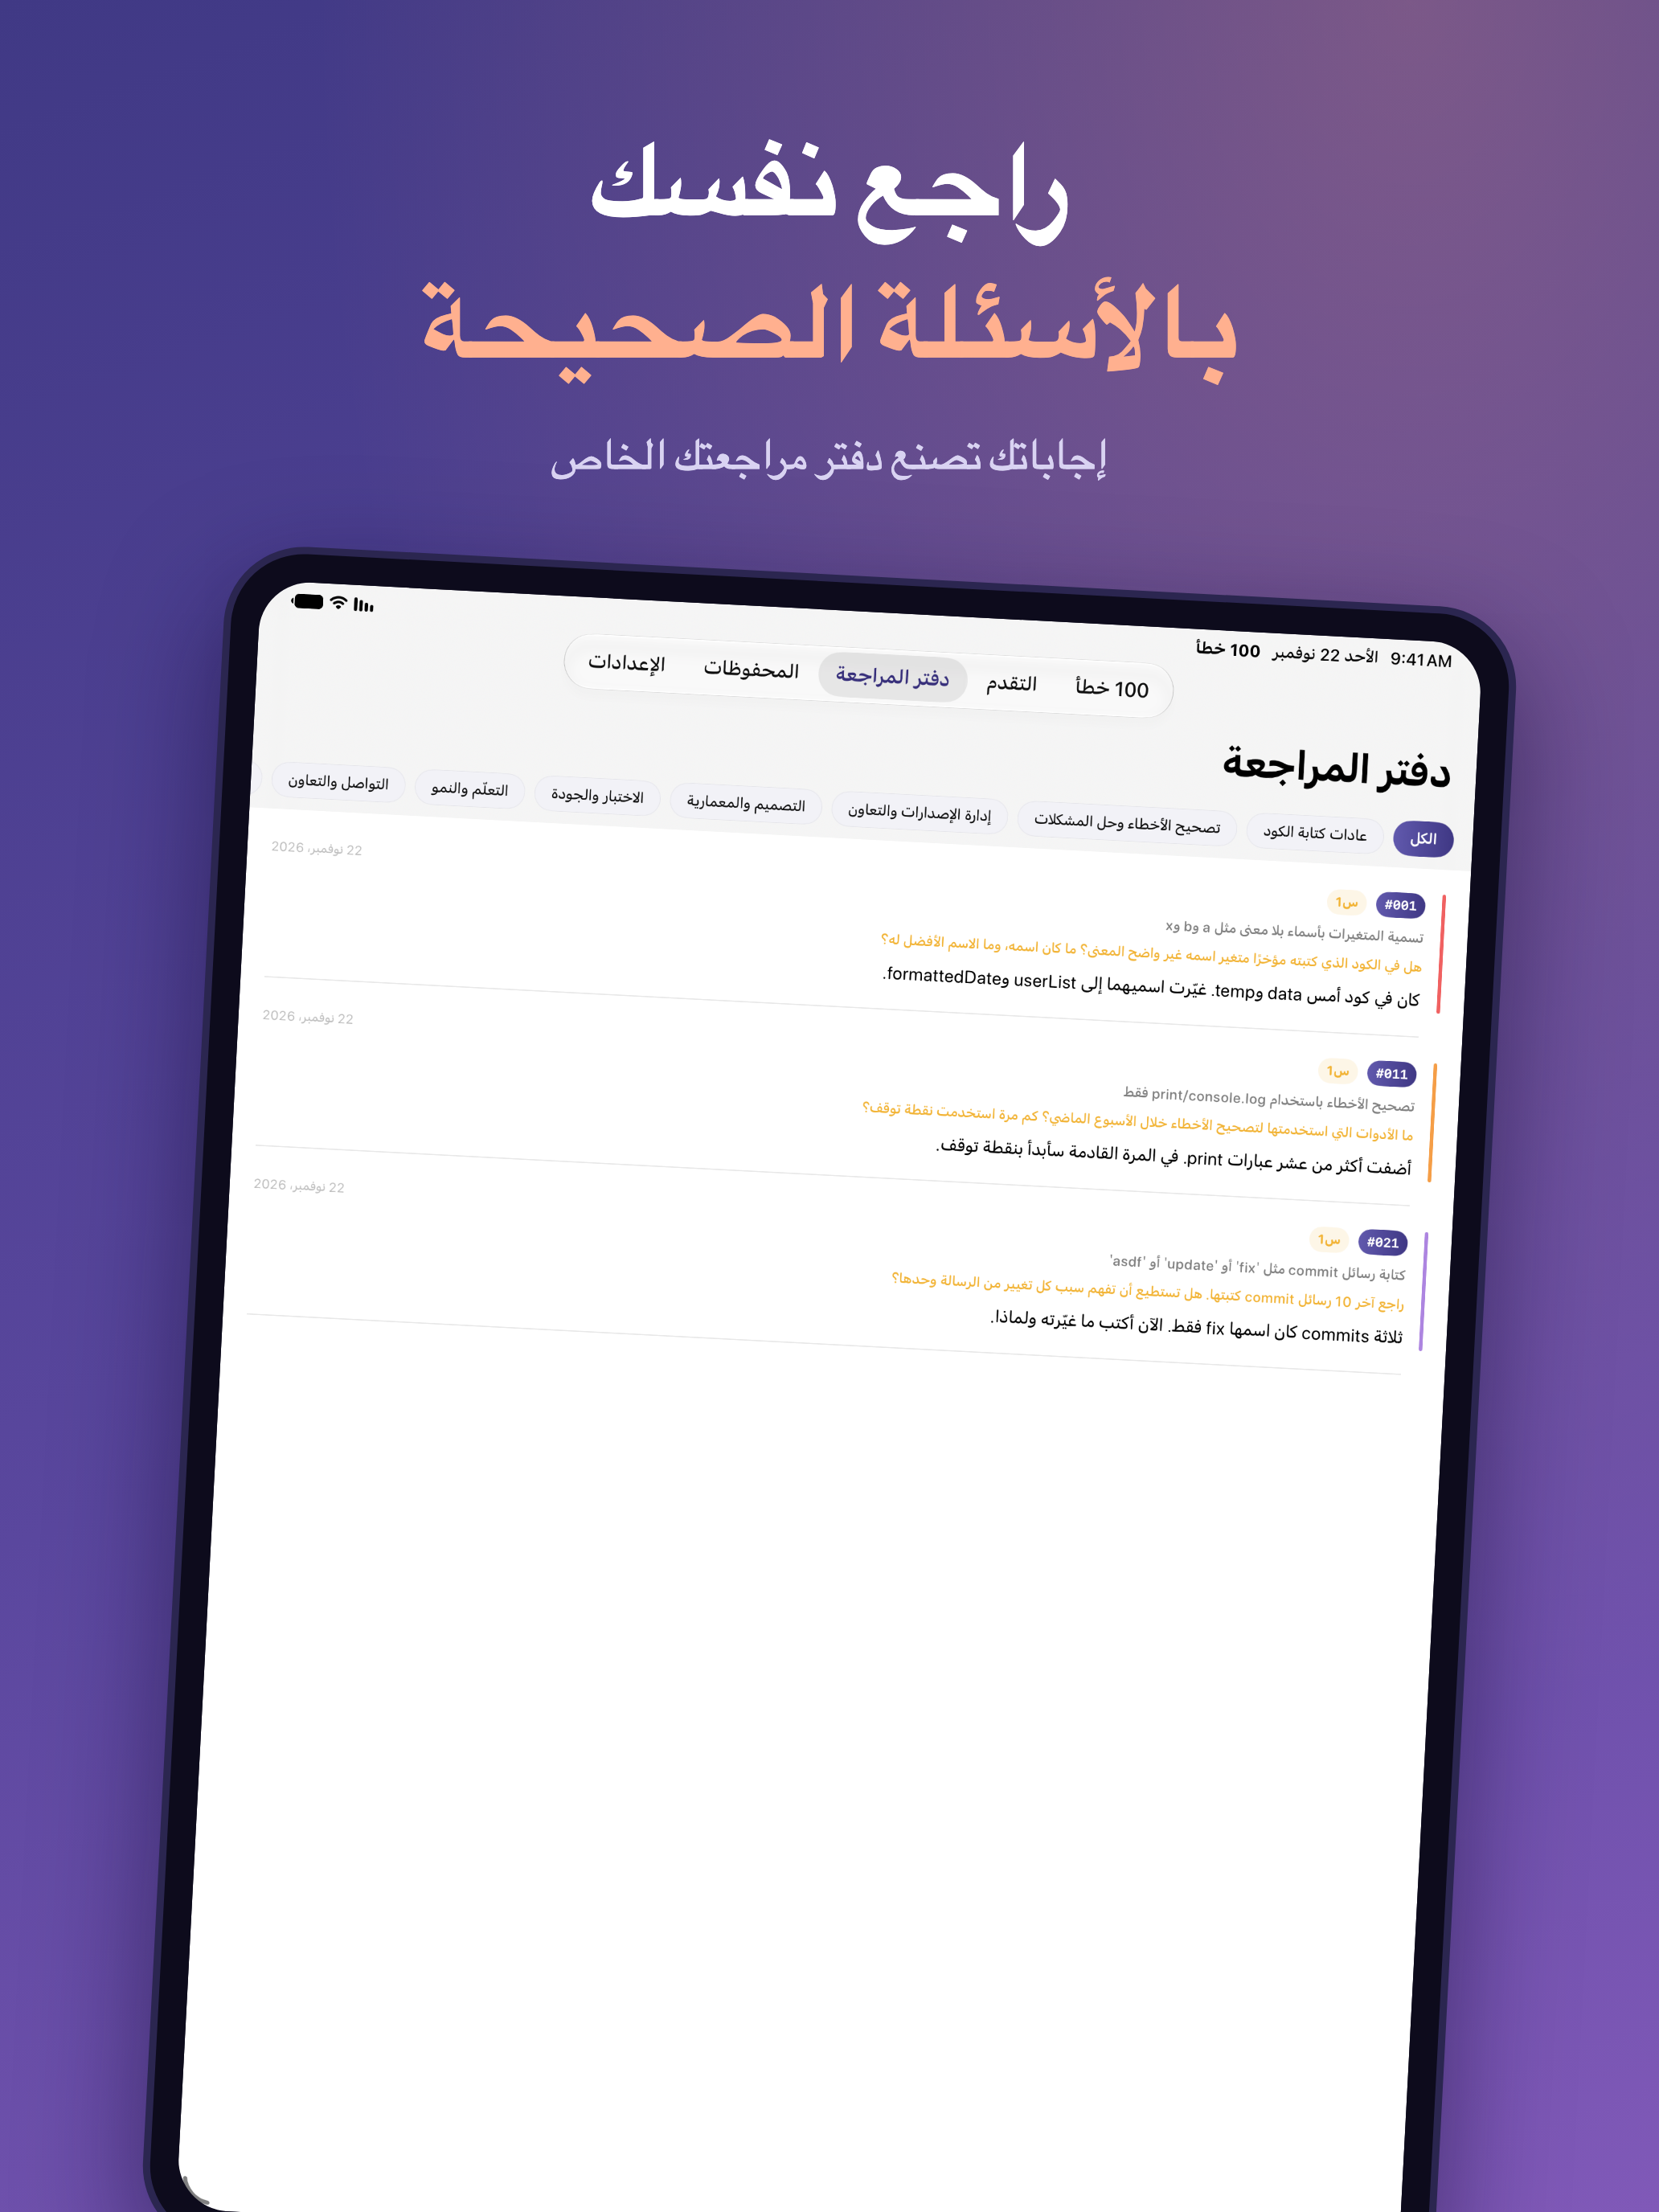 راجع نفسك
بالأسئلة الصحيحة
إجاباتك تصنع دفتر مراجعتك الخاص
9:41 AM الأحد 22 نوفمبر 100 خطأ
100 خطأ التقدم دفتر المراجعة المحفوظات الإعدادات
دفتر المراجعة
الكل عادات كتابة الكود تصحيح الأخطاء وحل المشكلات إدارة الإصدارات والتعاون التصميم والمعمارية الاختبار والجودة التعلّم والنمو التواصل والتعاون
#001 س1 22 نوفمبر، 2026
تسمية المتغيرات بأسماء بلا معنى مثل a وb وx
هل في الكود الذي كتبته مؤخرًا متغير اسمه غير واضح المعنى؟ ما كان اسمه، وما الاسم الأفضل له؟
كان في كود أمس data وtemp. غيّرت اسميهما إلى userList وformattedDate.
#011 س1 22 نوفمبر، 2026
تصحيح الأخطاء باستخدام print/console.log فقط
ما الأدوات التي استخدمتها لتصحيح الأخطاء خلال الأسبوع الماضي؟ كم مرة استخدمت نقطة توقف؟
أضفت أكثر من عشر عبارات print. في المرة القادمة سأبدأ بنقطة توقف.
#021 س1 22 نوفمبر، 2026
كتابة رسائل commit مثل 'fix' أو 'update' أو 'asdf'
راجع آخر 10 رسائل commit كتبتها. هل تستطيع أن تفهم سبب كل تغيير من الرسالة وحدها؟
ثلاثة commits كان اسمها fix فقط. الآن أكتب ما غيّرته ولماذا.